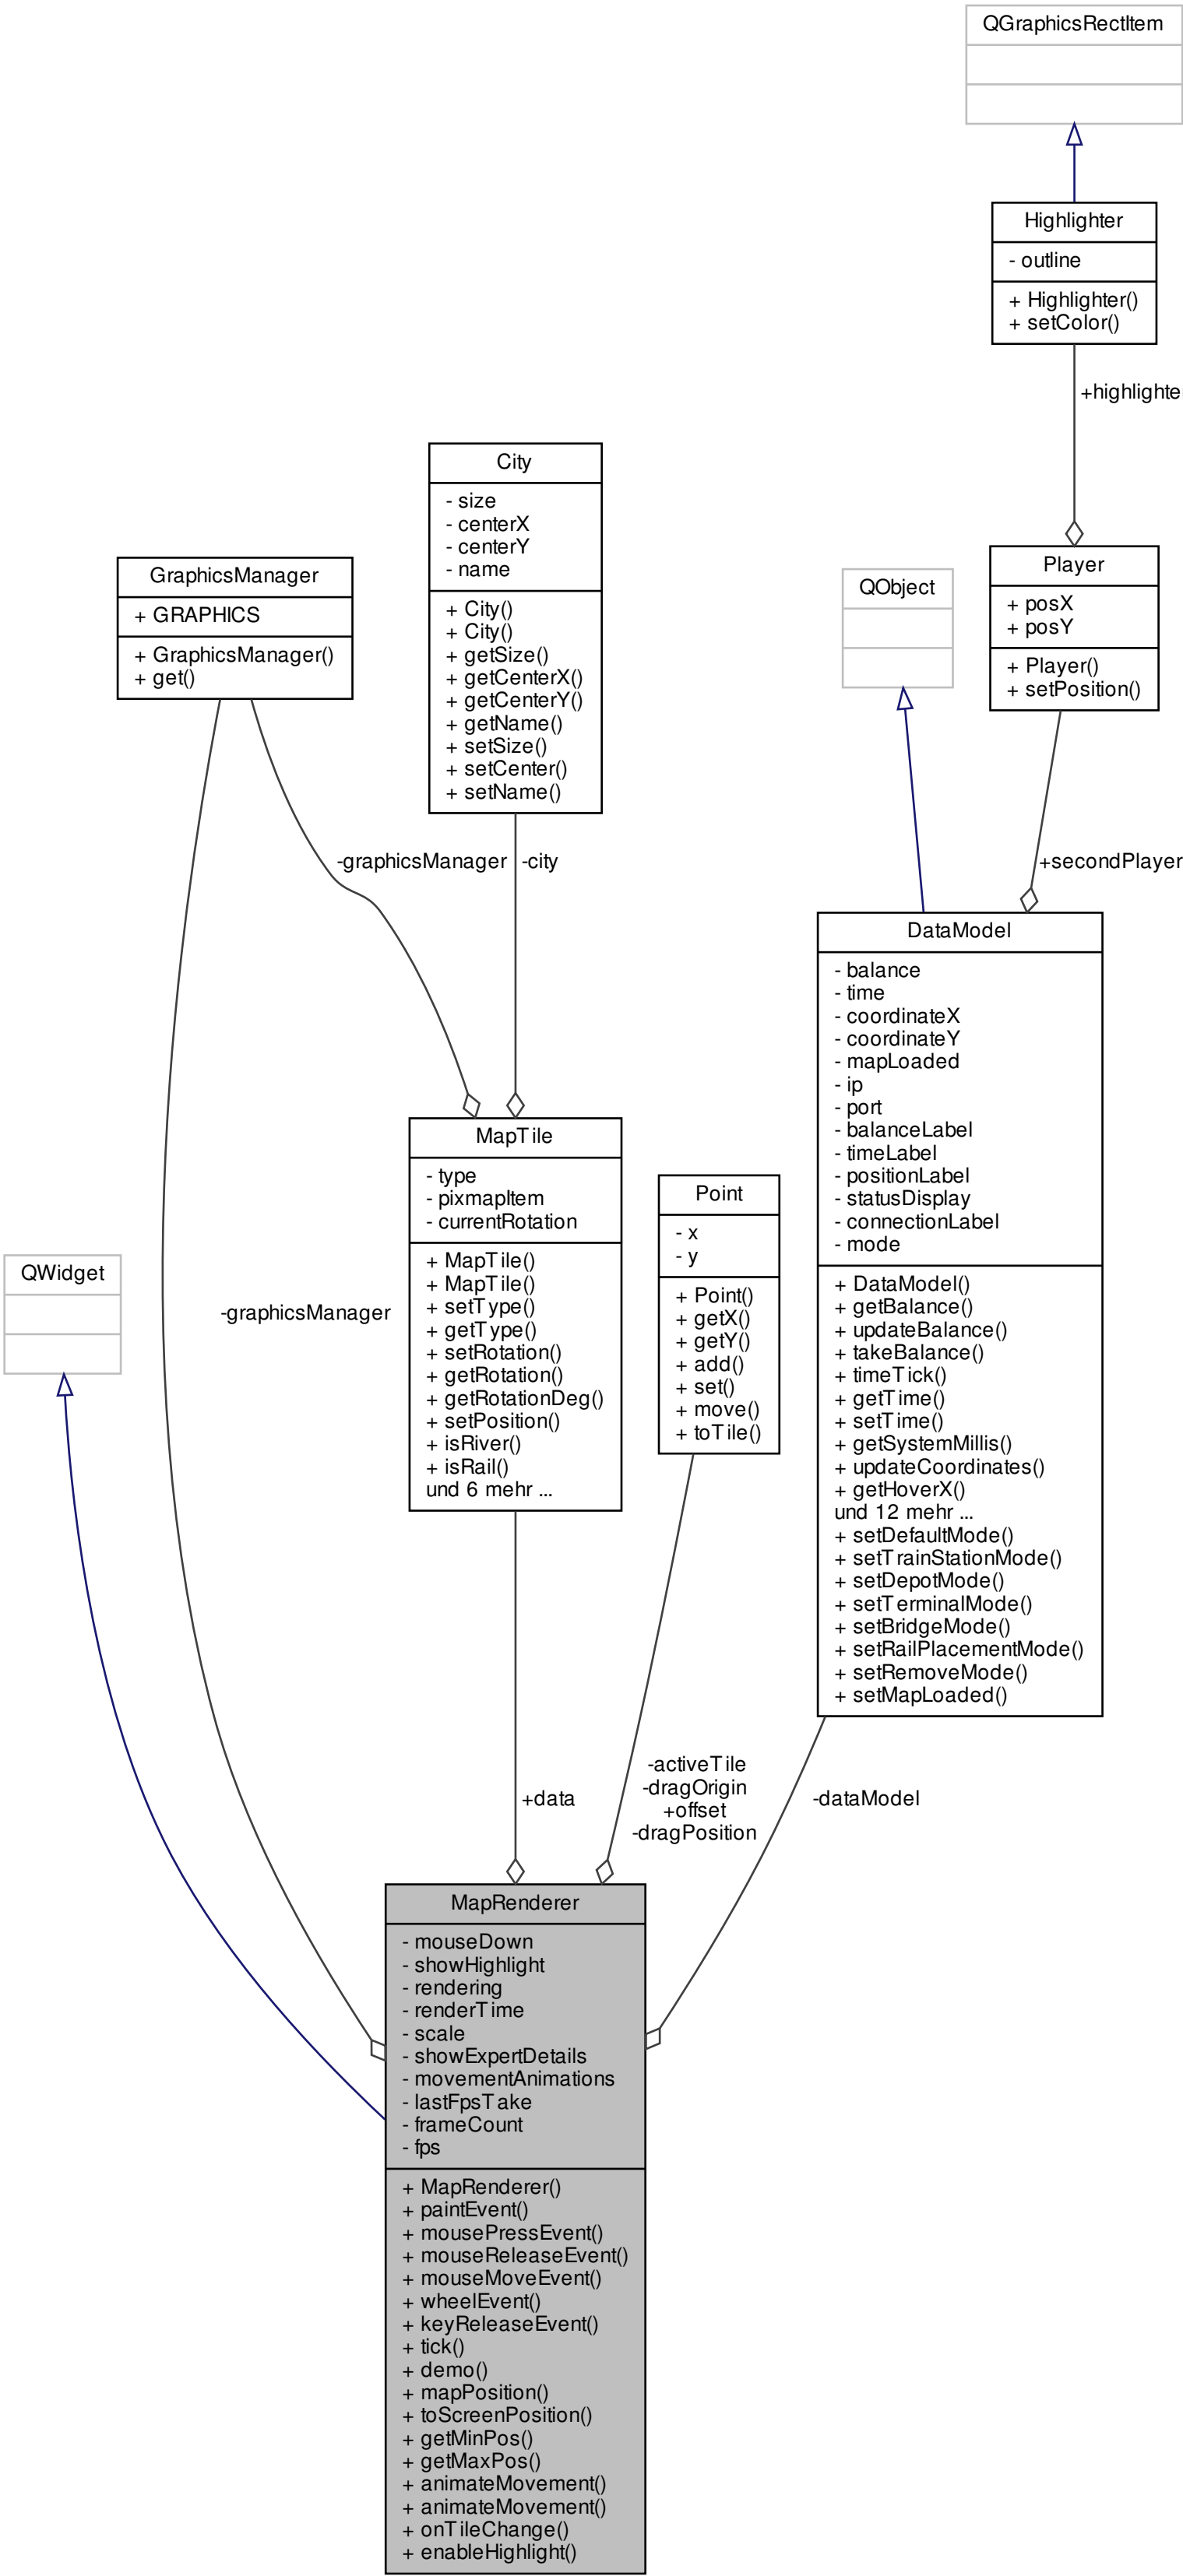 QGraphicsRectItem
Highlighter
- outline
+ Highlighter()
+ setColor()
+highlighte
City
- size
- centerX
- centerY
- name
+ City()
+ City()
+ getSize()
+ getCenterX()
+ getCenterY()
+ getName()
+ setSize()
+ setCenter()
+ setName()
GraphicsManager
+ GRAPHICS
+ GraphicsManager()
+ get()
QObject
Player
+ posX
+ posY
+ Player()
+ setPosition()
-graphicsManager
-city
+secondPlayer
DataModel
- balance
- time
- coordinateX
- coordinateY
- mapLoaded
- ip
- port
- balanceLabel
- timeLabel
- positionLabel
- statusDisplay
- connectionLabel
- mode
+ DataModel()
+ getBalance()
+ updateBalance()
+ takeBalance()
+ timeTick()
+ getTime()
+ setTime()
+ getSystemMillis()
+ updateCoordinates()
+ getHoverX()
und 12 mehr ...
+ setDefaultMode()
+ setTrainStationMode()
+ setDepotMode()
+ setTerminalMode()
+ setBridgeMode()
+ setRailPlacementMode()
+ setRemoveMode()
+ setMapLoaded()
MapTile
- type
- pixmapItem
- currentRotation
+ MapTile()
+ MapTile()
+ setType()
+ getType()
+ setRotation()
+ getRotation()
+ getRotationDeg()
+ setPosition()
+ isRiver()
+ isRail()
und 6 mehr ...
Point
- x
- y
+ Point()
+ getX()
+ getY()
+ add()
+ set()
+ move()
+ toTile()
QWidget
-graphicsManager
+data
-activeTile
-dragOrigin
+offset
-dragPosition
-dataModel
MapRenderer
- mouseDown
- showHighlight
- rendering
- renderTime
- scale
- showExpertDetails
- movementAnimations
- lastFpsTake
- frameCount
- fps
+ MapRenderer()
+ paintEvent()
+ mousePressEvent()
+ mouseReleaseEvent()
+ mouseMoveEvent()
+ wheelEvent()
+ keyReleaseEvent()
+ tick()
+ demo()
+ mapPosition()
+ toScreenPosition()
+ getMinPos()
+ getMaxPos()
+ animateMovement()
+ animateMovement()
+ onTileChange()
+ enableHighlight()